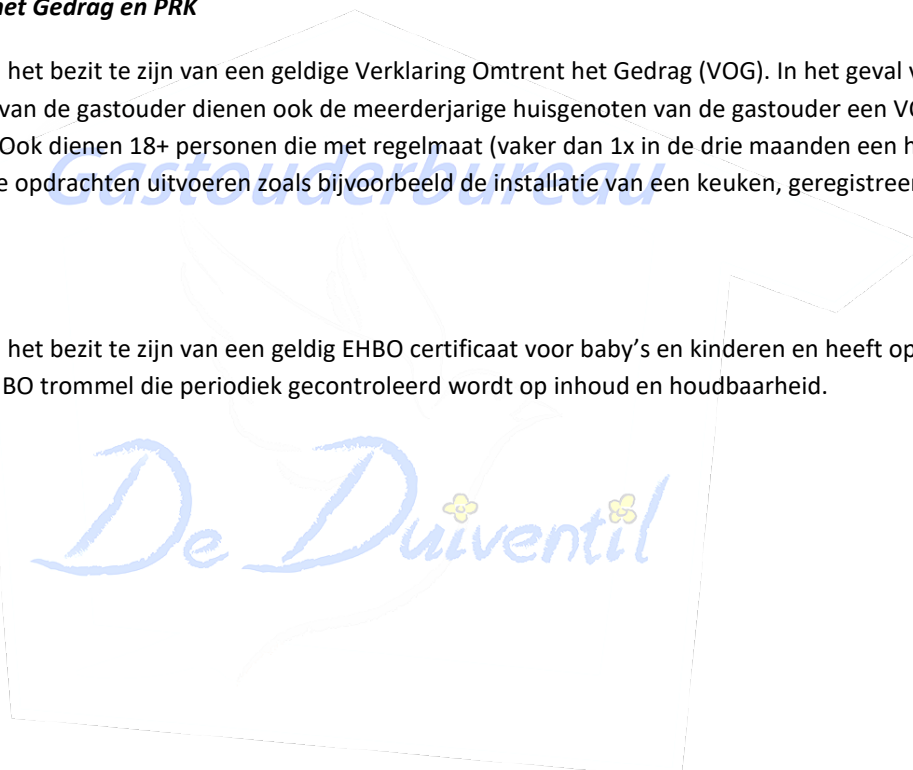 het Gedrag en PRK
het bezit te zijn van een geldige Verklaring Omtrent het Gedrag (VOG). In het geval v
van de gastouder dienen ook de meerderjarige huisgenoten van de gastouder een VO
Ook dienen 18+ personen die met regelmaat (vaker dan 1x in de drie maanden een h
e opdrachten uitvoeren zoals bijvoorbeeld de installatie van een keuken, geregistreer
Gastouderbureau
het bezit te zijn van een geldig EHBO certificaat voor baby’s en kinderen en heeft op
BO trommel die periodiek gecontroleerd wordt op inhoud en houdbaarheid.
De Duiventil